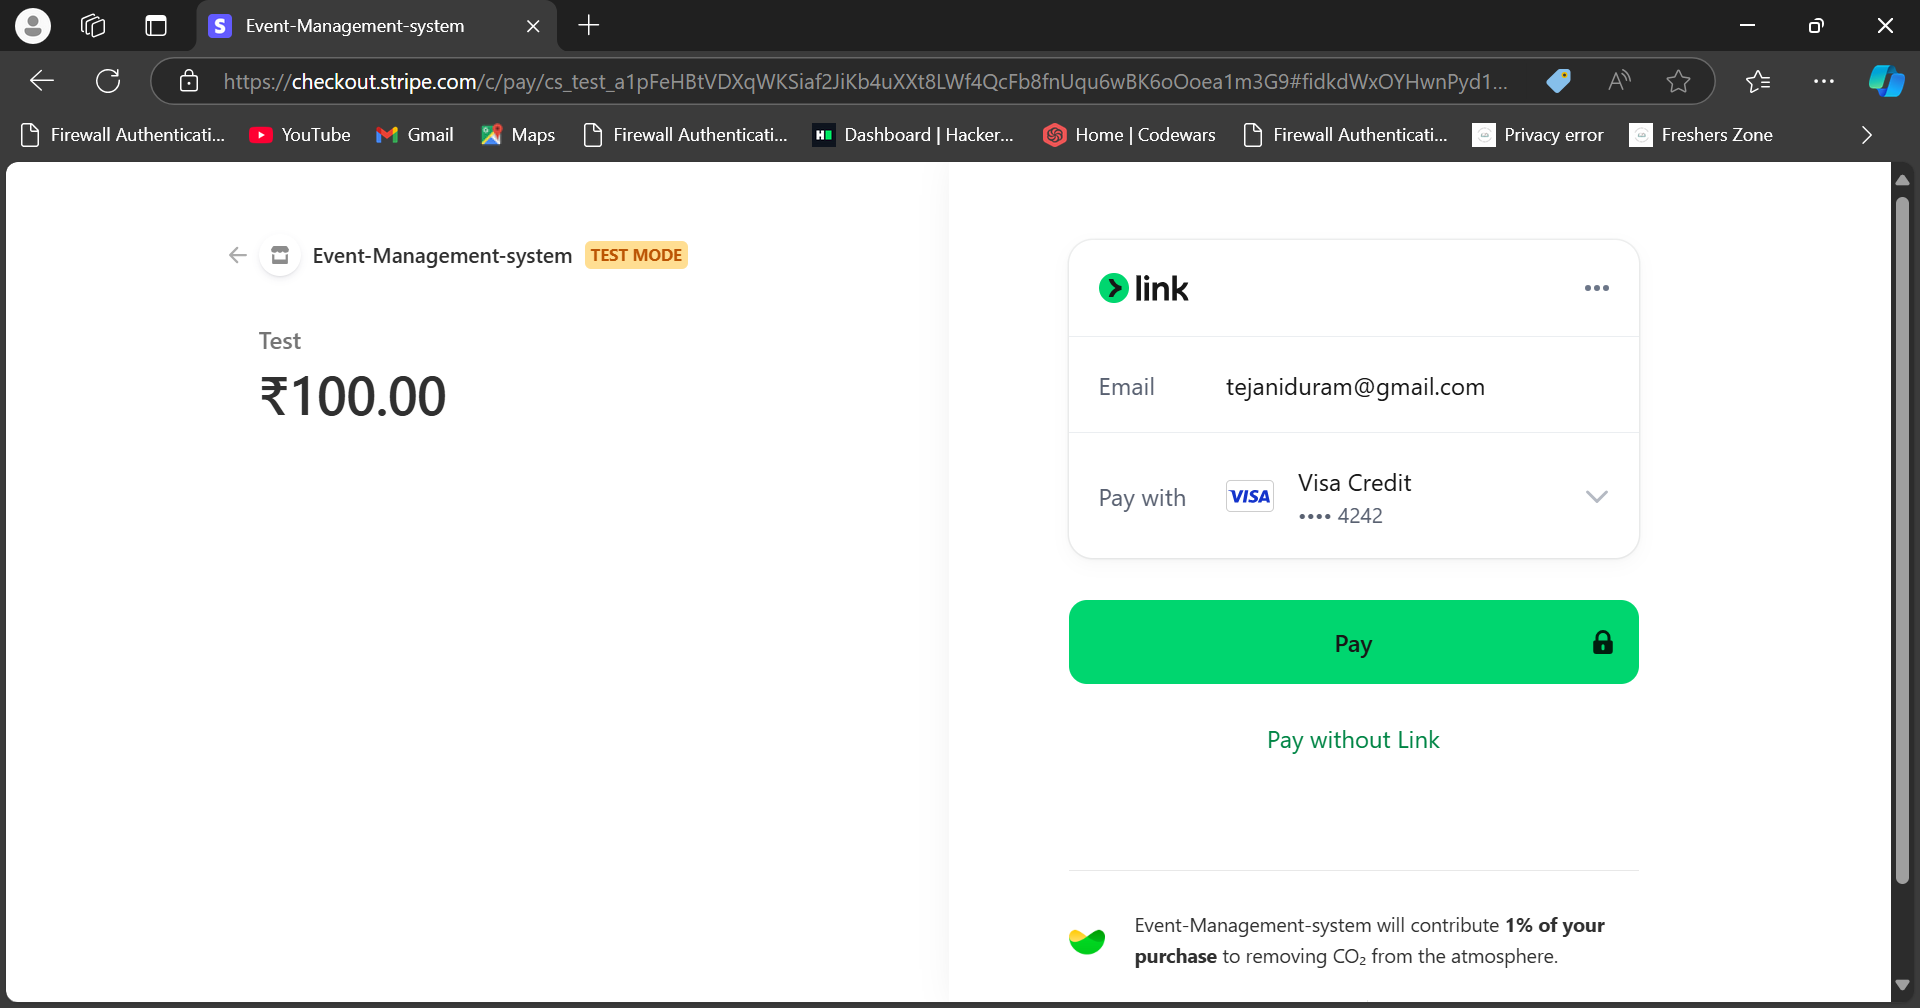 Event-Management-system
https://checkout.stripe.com/c/pay/cs_test_a1pFeHBtVDXqWKSiaf2JiKb4uXXt8LWf4QcFb8fnUqu6wBK6oOoea1m3G9#fidkdWxOYHwnPyd1...
Firewall Authenticati... YouTube Gmail Maps Firewall Authenticati... Dashboard | Hacker... Home | Codewars Firewall Authenticati... Privacy error Freshers Zone
Event-Management-system TEST MODE
Test
₹100.00
link
Email tejaniduram@gmail.com
Pay with VISA Visa Credit
•••• 4242
Pay
Pay without Link
Event-Management-system will contribute 1% of your
purchase to removing CO₂ from the atmosphere.